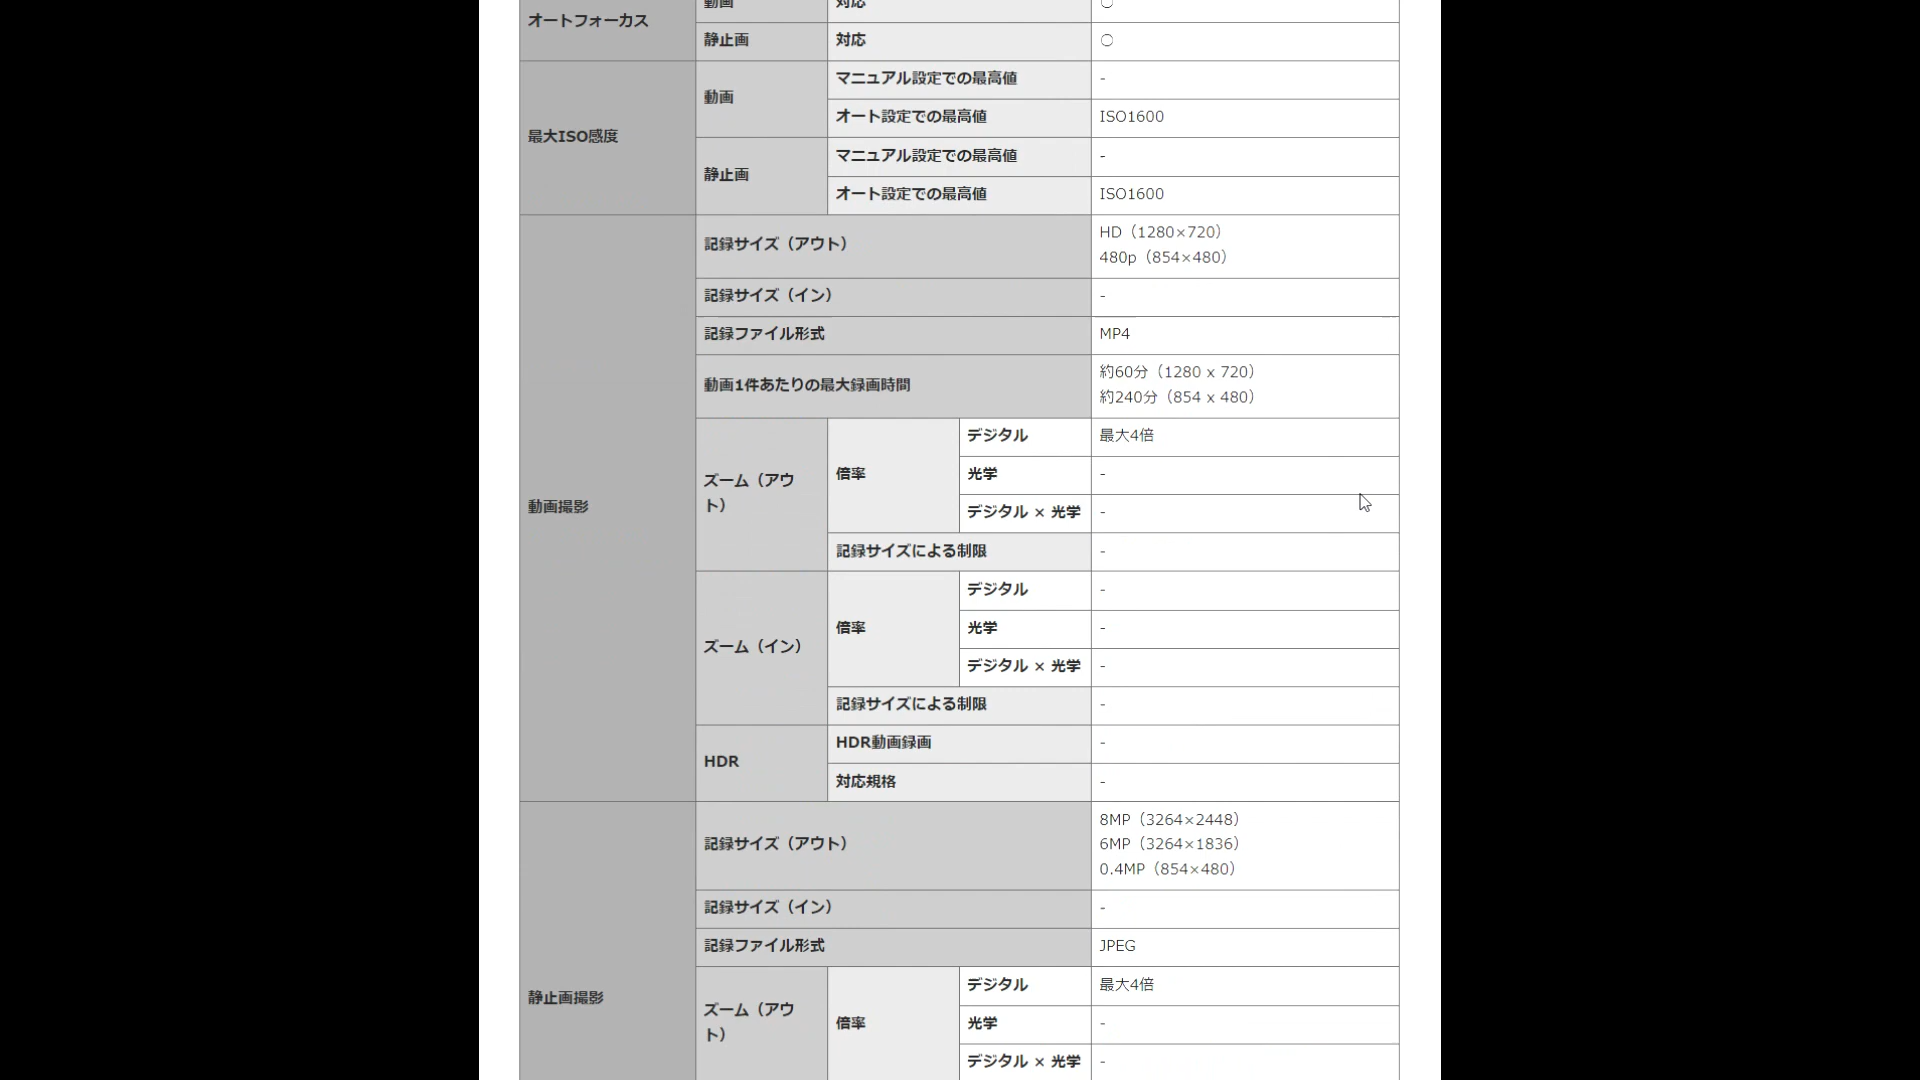 動画 対応 ○
オートフォーカス
静止画 対応 ○
マニュアル設定での最高値 -
動画
オート設定での最高値 ISO1600
最大ISO感度
マニュアル設定での最高値 -
静止画
オート設定での最高値 ISO1600
記録サイズ（アウト） HD（1280×720）
480p（854×480）
記録サイズ（イン） -
記録ファイル形式 MP4
動画1件あたりの最大録画時間 約60分（1280 x 720）
約240分（854 x 480）
デジタル 最大4倍
ズーム（アウ
ト）
倍率
光学 -
動画撮影
デジタル × 光学 -
記録サイズによる制限 -
デジタル -
倍率
光学 -
ズーム（イン）
デジタル × 光学 -
記録サイズによる制限 -
HDR
HDR動画録画 -
対応規格 -
記録サイズ（アウト） 8MP（3264×2448）
6MP（3264×1836）
0.4MP（854×480）
記録サイズ（イン） -
記録ファイル形式 JPEG
静止画撮影
デジタル 最大4倍
ズーム（アウ
ト）
倍率
光学 -
デジタル × 光学 -